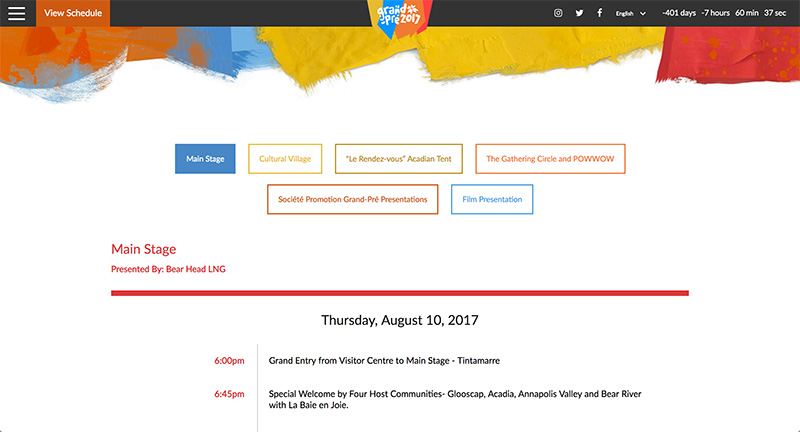 View Schedule
grand
pré 2017
English
-401 days -7 hours 60 min 37 sec
Main Stage
Cultural Village
"Le Rendez-vous" Acadian Tent
The Gathering Circle and POWWOW
Société Promotion Grand-Pré Presentations
Film Presentation
Main Stage
Presented By: Bear Head LNG
Thursday, August 10, 2017
6:00pm
Grand Entry from Visitor Centre to Main Stage - Tintamarre
6:45pm
Special Welcome by Four Host Communities- Glooscap, Acadia, Annapolis Valley and Bear River
with La Baie en Joie.